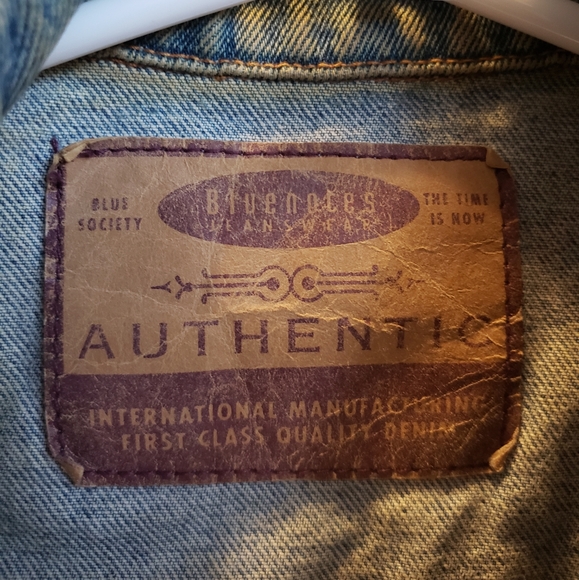 BLUE SOCIETY
Bluenotes
JEANSWEAR
THE TIME IS NOW
AUTHENTIC
INTERNATIONAL MANUFACTURING
FIRST CLASS QUALITY DENIM